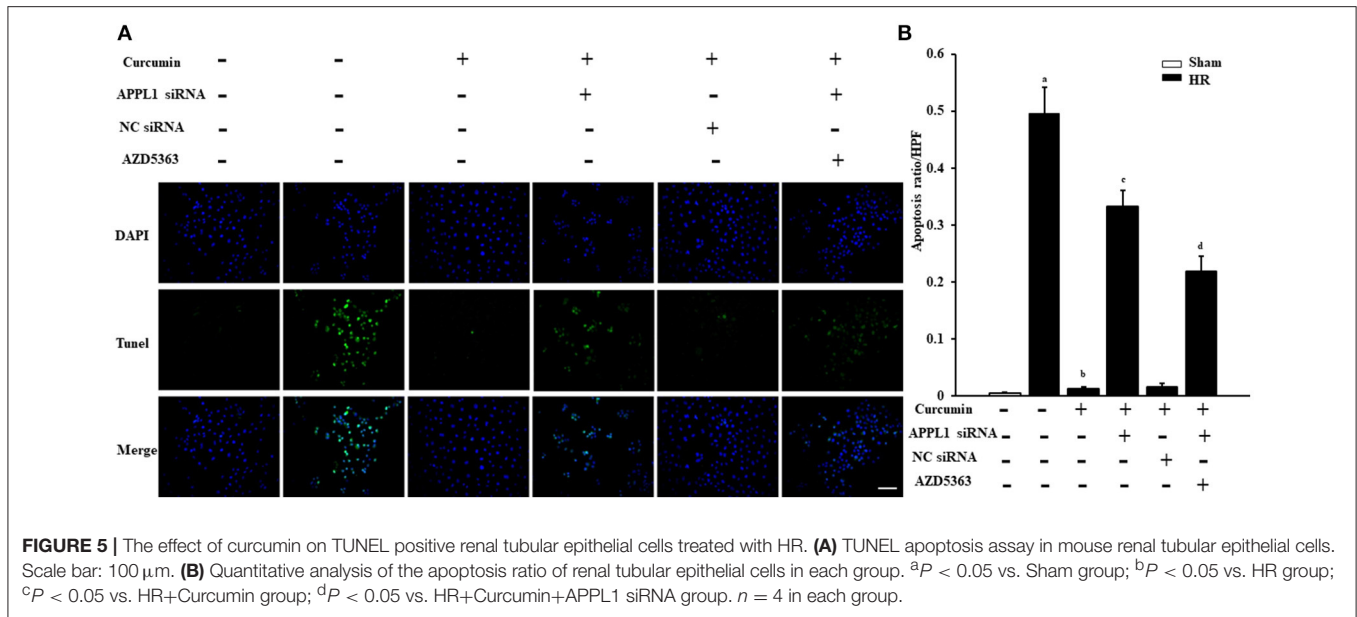 A
Curcumin - - + + + +
APPL1 siRNA - - - + - +
NC siRNA - - - - + -
AZD5363 - - - - - +
DAPI
Tunel
Merge
B
Sham
HR
Apoptosis ratio/HPF
0.6
0.5
0.4
0.3
0.2
0.1
0
a
b
c
d
Curcumin - - + + + +
APPL1 siRNA - - - + - +
NC siRNA - - - - + -
AZD5363 - - - - - +
FIGURE 5 | The effect of curcumin on TUNEL positive renal tubular epithelial cells treated with HR. (A) TUNEL apoptosis assay in mouse renal tubular epithelial cells.
Scale bar: 100 μm. (B) Quantitative analysis of the apoptosis ratio of renal tubular epithelial cells in each group. aP < 0.05 vs. Sham group; bP < 0.05 vs. HR group;
cP < 0.05 vs. HR+Curcumin group; dP < 0.05 vs. HR+Curcumin+APPL1 siRNA group. n = 4 in each group.